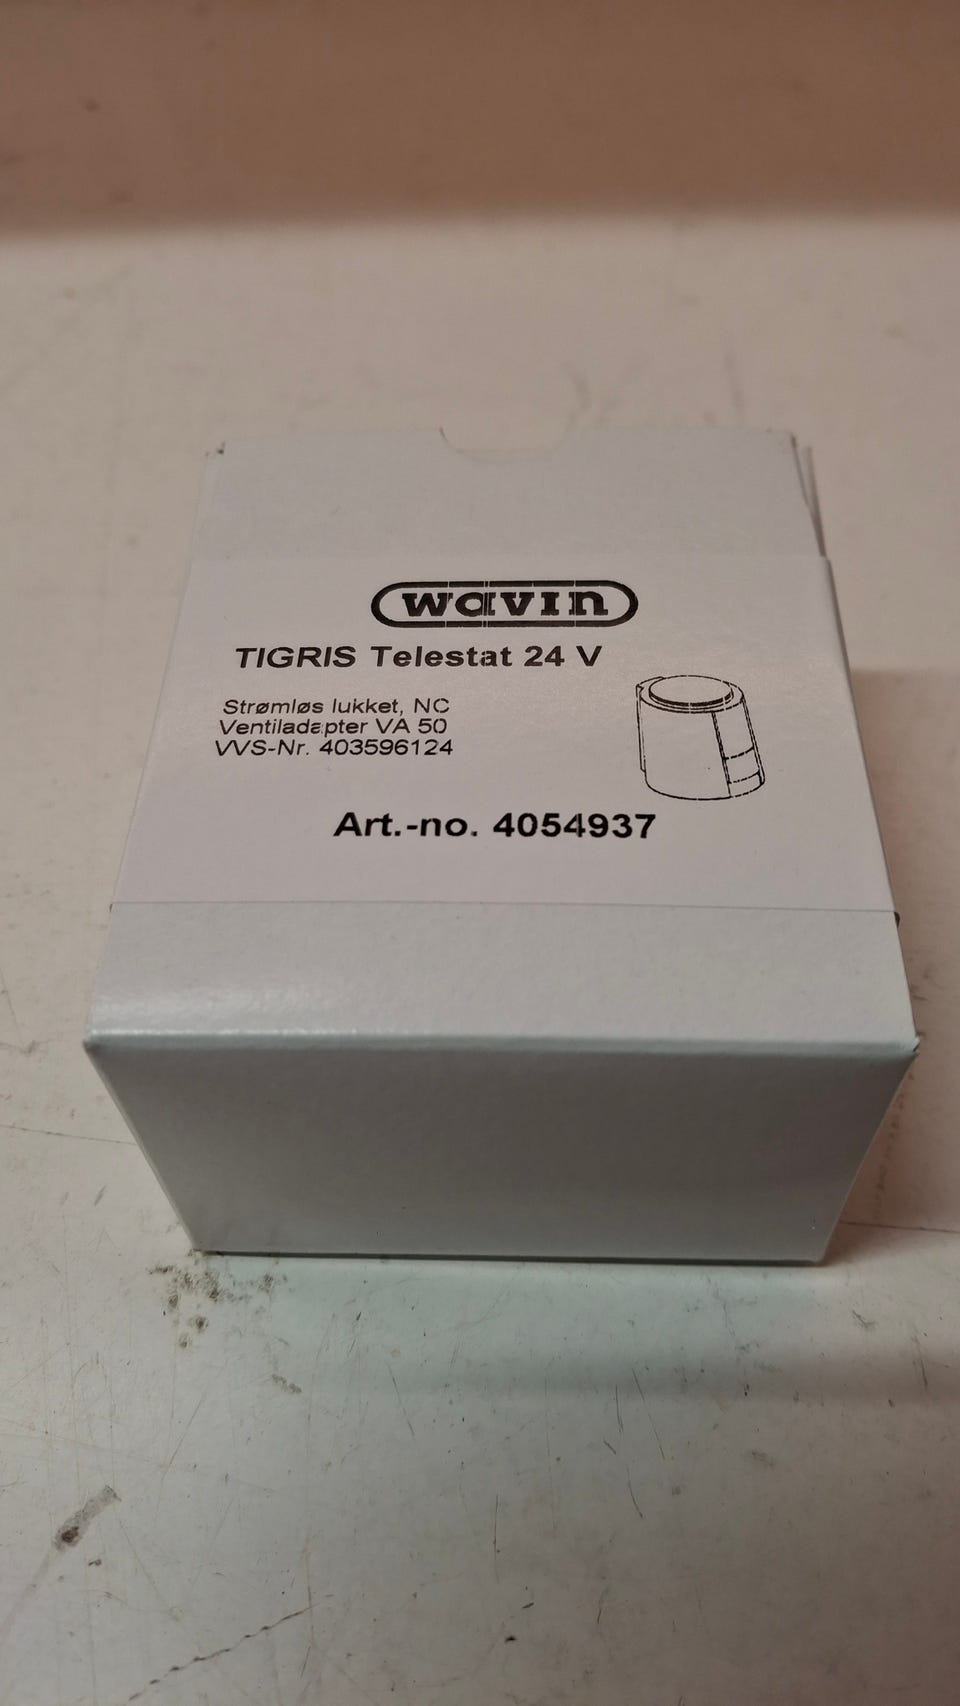 wavin
TIGRIS Telestat 24 V
Strømløs lukket, NC
Ventiladapter VA 50
VVS-Nr. 403596124
Art.-no. 4054937